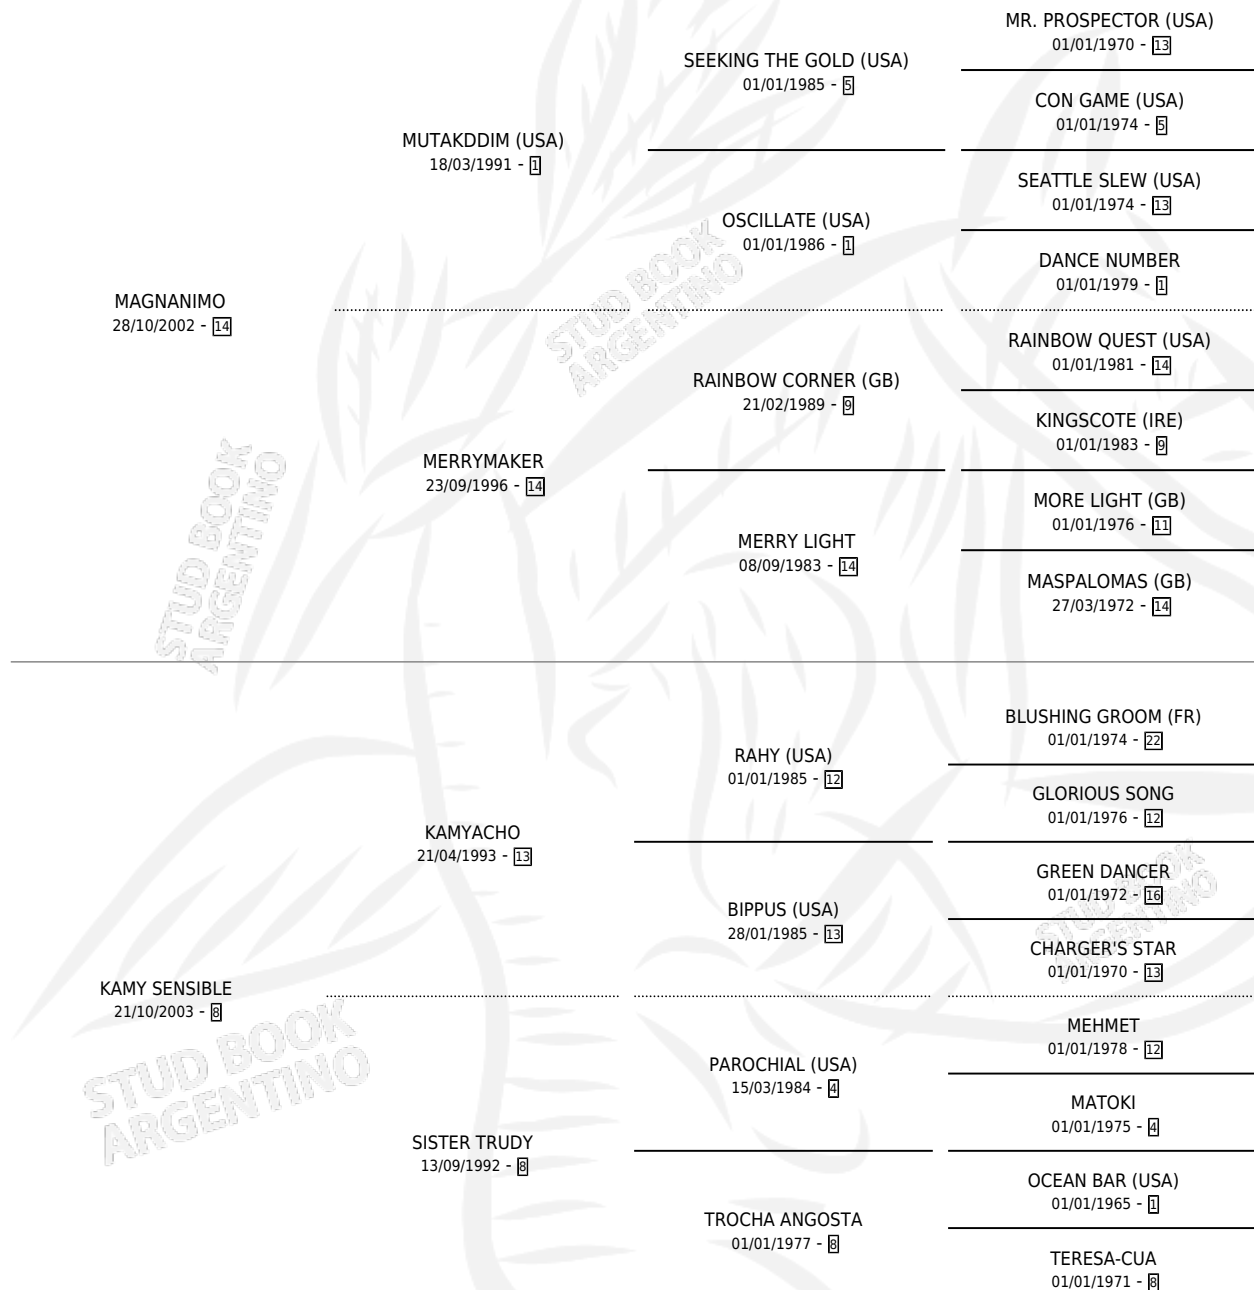 MAGNANIMO
28/10/2002 - 14
MUTAKDDIM (USA)
18/03/1991 - 1
MERRYMAKER
23/09/1996 - 14
SEEKING THE GOLD (USA)
01/01/1985 - 5
OSCILLATE (USA)
01/01/1986 - 1
RAINBOW CORNER (GB)
21/02/1989 - 9
MERRY LIGHT
08/09/1983 - 14
MR. PROSPECTOR (USA)
01/01/1970 - 13
CON GAME (USA)
01/01/1974 - 5
SEATTLE SLEW (USA)
01/01/1974 - 13
DANCE NUMBER
01/01/1979 - 1
RAINBOW QUEST (USA)
01/01/1981 - 14
KINGSCOTE (IRE)
01/01/1983 - 9
MORE LIGHT (GB)
01/01/1976 - 11
MASPALOMAS (GB)
27/03/1972 - 14
STUD BOOK
ARGENTINO
STUD BOOK
ARGENTINO
KAMY SENSIBLE
21/10/2003 - 8
KAMYACHO
21/04/1993 - 13
SISTER TRUDY
13/09/1992 - 8
RAHY (USA)
01/01/1985 - 12
BIPPUS (USA)
28/01/1985 - 13
PAROCHIAL (USA)
15/03/1984 - 4
TROCHA ANGOSTA
01/01/1977 - 8
BLUSHING GROOM (FR)
01/01/1974 - 22
GLORIOUS SONG
01/01/1976 - 12
GREEN DANCER
01/01/1972 - 16
CHARGER'S STAR
01/01/1970 - 13
MEHMET
01/01/1978 - 12
MATOKI
01/01/1975 - 4
OCEAN BAR (USA)
01/01/1965 - 1
TERESA-CUA
01/01/1971 - 8
STUD BOOK
ARGENTINO
STUD BOOK
ARGENTINO